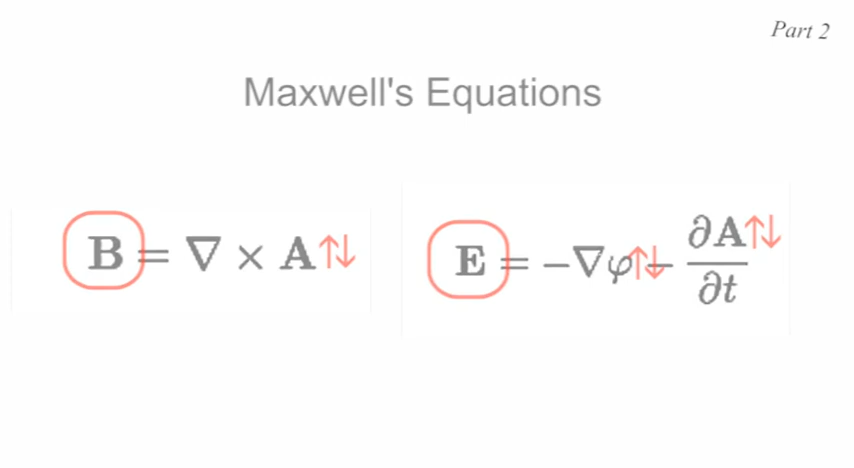 Part 2
Maxwell's Equations
B = ∇ × A ↑↓
E = −∇φ ↑↓ − ∂A ↑↓ / ∂t